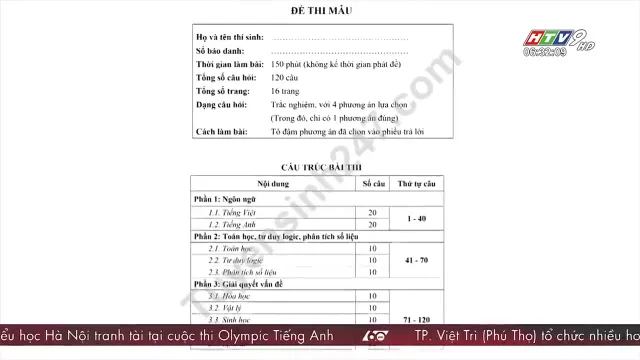 ĐỀ THI MẪU
Họ và tên thí sinh: ................................................
Số báo danh: ................................................
Thời gian làm bài: 150 phút (không kể thời gian phát đề)
Tổng số câu hỏi: 120 câu
Tổng số trang: 16 trang
Dạng câu hỏi: Trắc nghiệm, với 4 phương án lựa chọn
(Trong đó, chỉ có 1 phương án đúng)
Cách làm bài: Tô đậm phương án đã chọn vào phiếu trả lời
HTV9 HD
06:32:09
Tuyensinh247.com
CẤU TRÚC BÀI THI
Nội dung Số câu Thứ tự câu
Phần 1: Ngôn ngữ
1.1. Tiếng Việt 20 1 - 40
1.2. Tiếng Anh 20
Phần 2: Toán học, tư duy logic, phân tích số liệu
2.1. Toán học 10
2.2. Tư duy logic 10 41 - 70
2.3. Phân tích số liệu 10
Phần 3: Giải quyết vấn đề
3.1. Hóa học 10
3.2. Vật lý 10
3.3. Sinh học 10 71 - 120
ểu học Hà Nội tranh tài tại cuộc thi Olympic Tiếng Anh TP. Việt Trì (Phú Thọ) tổ chức nhiều ho